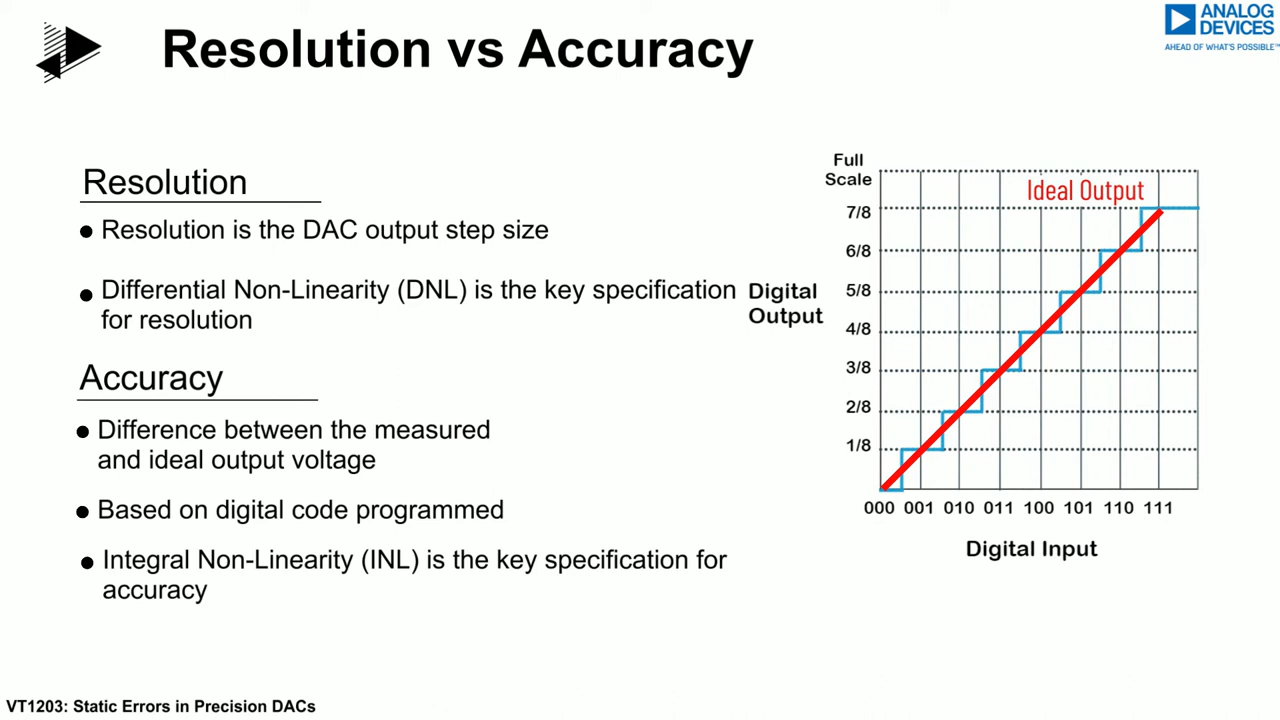 Resolution vs Accuracy
ANALOG
DEVICES
AHEAD OF WHAT'S POSSIBLE™
Resolution
● Resolution is the DAC output step size
● Differential Non-Linearity (DNL) is the key specification
for resolution
Accuracy
● Difference between the measured
and ideal output voltage
● Based on digital code programmed
● Integral Non-Linearity (INL) is the key specification for
accuracy
Full
Scale
Ideal Output
7/8
6/8
5/8
Digital
Output
4/8
3/8
2/8
1/8
000 001 010 011 100 101 110 111
Digital Input
VT1203: Static Errors in Precision DACs